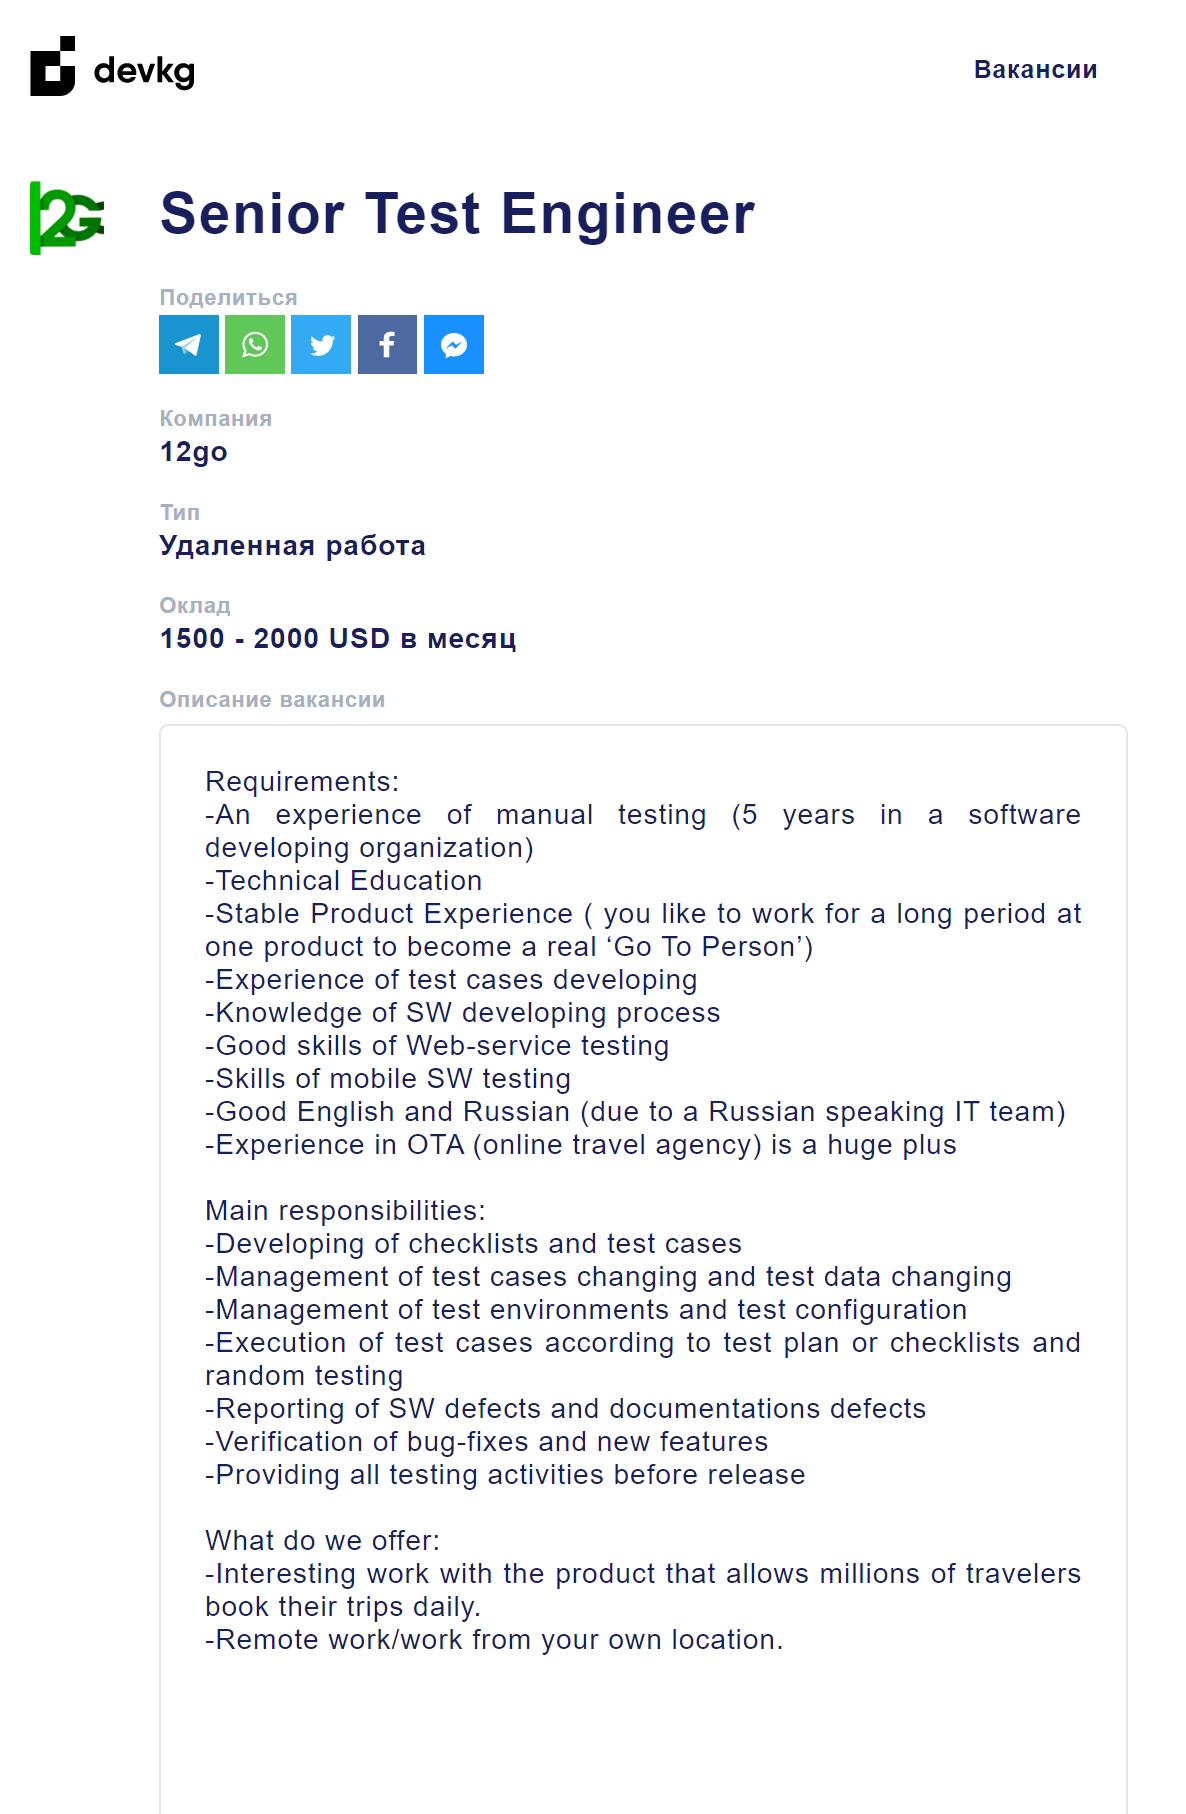 devkg
Вакансии
12G
Senior Test Engineer
Поделиться
Компания
12go
Тип
Удаленная работа
Оклад
1500 - 2000 USD в месяц
Описание вакансии
Requirements:
-An experience of manual testing (5 years in a software
developing organization)
-Technical Education
-Stable Product Experience ( you like to work for a long period at
one product to become a real ‘Go To Person’)
-Experience of test cases developing
-Knowledge of SW developing process
-Good skills of Web-service testing
-Skills of mobile SW testing
-Good English and Russian (due to a Russian speaking IT team)
-Experience in OTA (online travel agency) is a huge plus
Main responsibilities:
-Developing of checklists and test cases
-Management of test cases changing and test data changing
-Management of test environments and test configuration
-Execution of test cases according to test plan or checklists and
random testing
-Reporting of SW defects and documentations defects
-Verification of bug-fixes and new features
-Providing all testing activities before release
What do we offer:
-Interesting work with the product that allows millions of travelers
book their trips daily.
-Remote work/work from your own location.